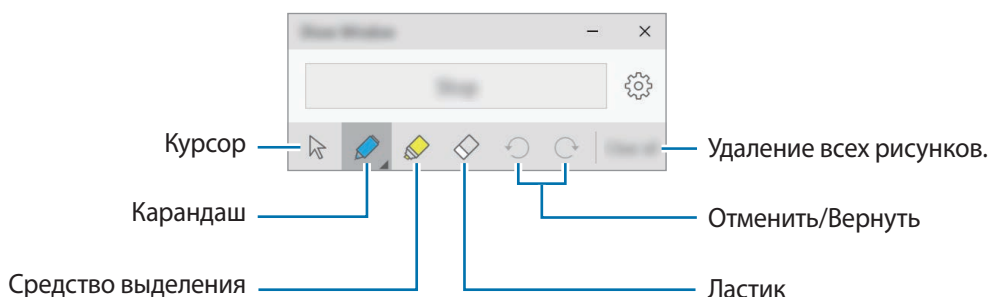 Курсор
Удаление всех рисунков.
Карандаш
Отменить/Вернуть
Средство выделения
Ластик